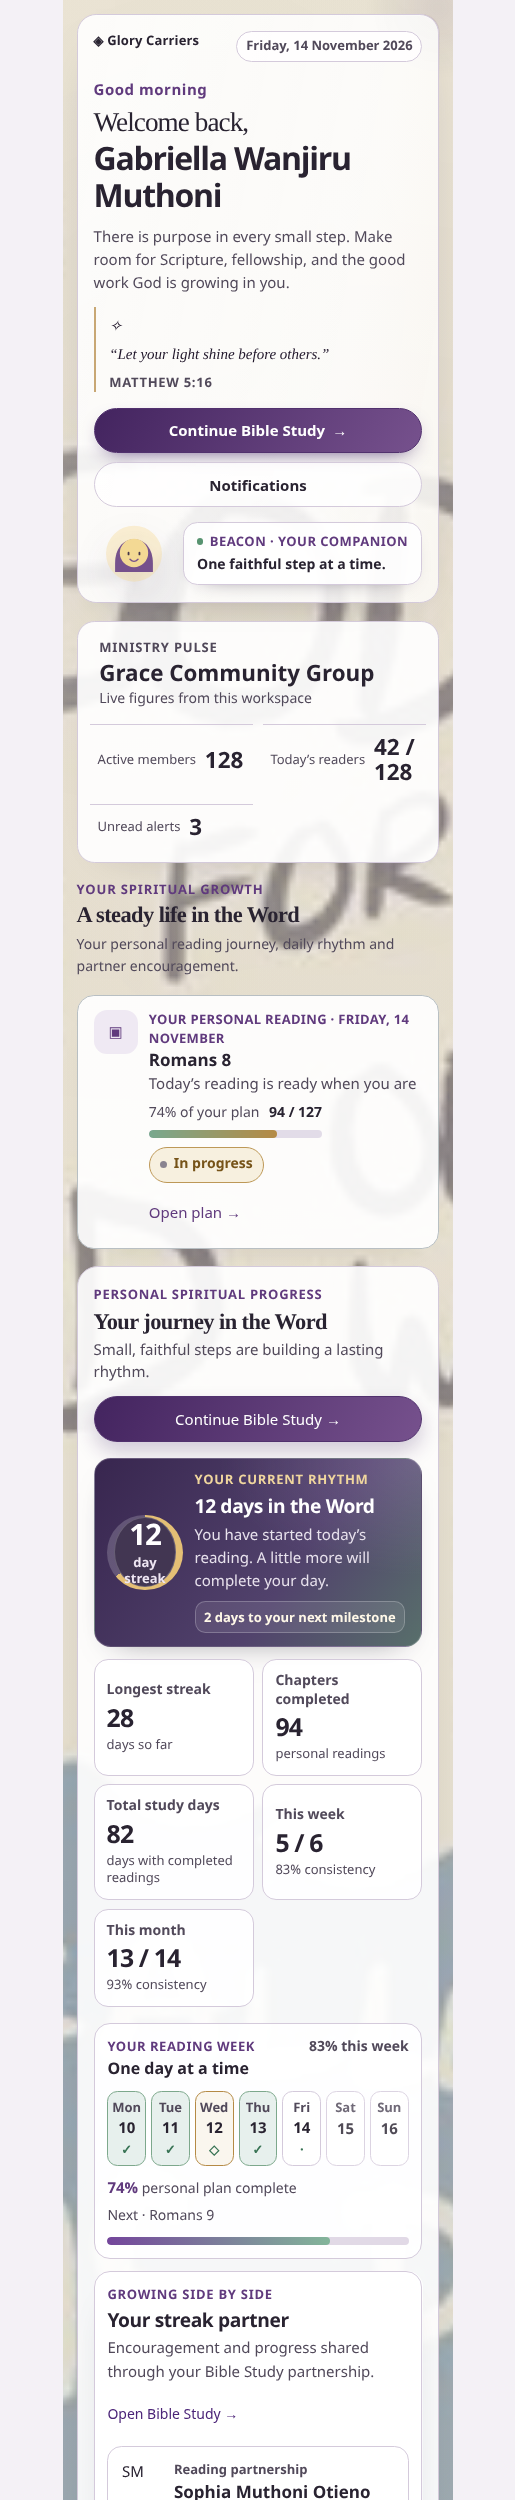 ◈ Glory Carriers
Friday, 14 November 2026
Good morning
Welcome back,
Gabriella Wanjiru
Muthoni
There is purpose in every small step. Make
room for Scripture, fellowship, and the good
work God is growing in you.
✧
“Let your light shine before others.”
MATTHEW 5:16
Continue Bible Study →
Notifications
BEACON · YOUR COMPANION
One faithful step at a time.
MINISTRY PULSE
Grace Community Group
Live figures from this workspace
Active members 128
Today’s readers 42 /
128
Unread alerts 3
FOR
YOUR SPIRITUAL GROWTH
A steady life in the Word
Your personal reading journey, daily rhythm and
partner encouragement.
YOUR PERSONAL READING · FRIDAY, 14
NOVEMBER
Romans 8
Today’s reading is ready when you are
74% of your plan 94 / 127
In progress
Open plan →
PERSONAL SPIRITUAL PROGRESS
Your journey in the Word
Small, faithful steps are building a lasting
rhythm.
Continue Bible Study →
12
day
streak
YOUR CURRENT RHYTHM
12 days in the Word
You have started today’s
reading. A little more will
complete your day.
2 days to your next milestone
Longest streak
28
days so far
Chapters
completed
94
personal readings
Total study days
82
days with completed
readings
This week
5 / 6
83% consistency
This month
13 / 14
93% consistency
YOUR READING WEEK
83% this week
One day at a time
Mon Tue Wed Thu Fri Sat Sun
10 11 12 13 14 15 16
✓ ✓ ◇ ✓ ·
74% personal plan complete
Next · Romans 9
GROWING SIDE BY SIDE
Your streak partner
Encouragement and progress shared
through your Bible Study partnership.
Open Bible Study →
SM
Reading partnership
Sophia Muthoni Otieno